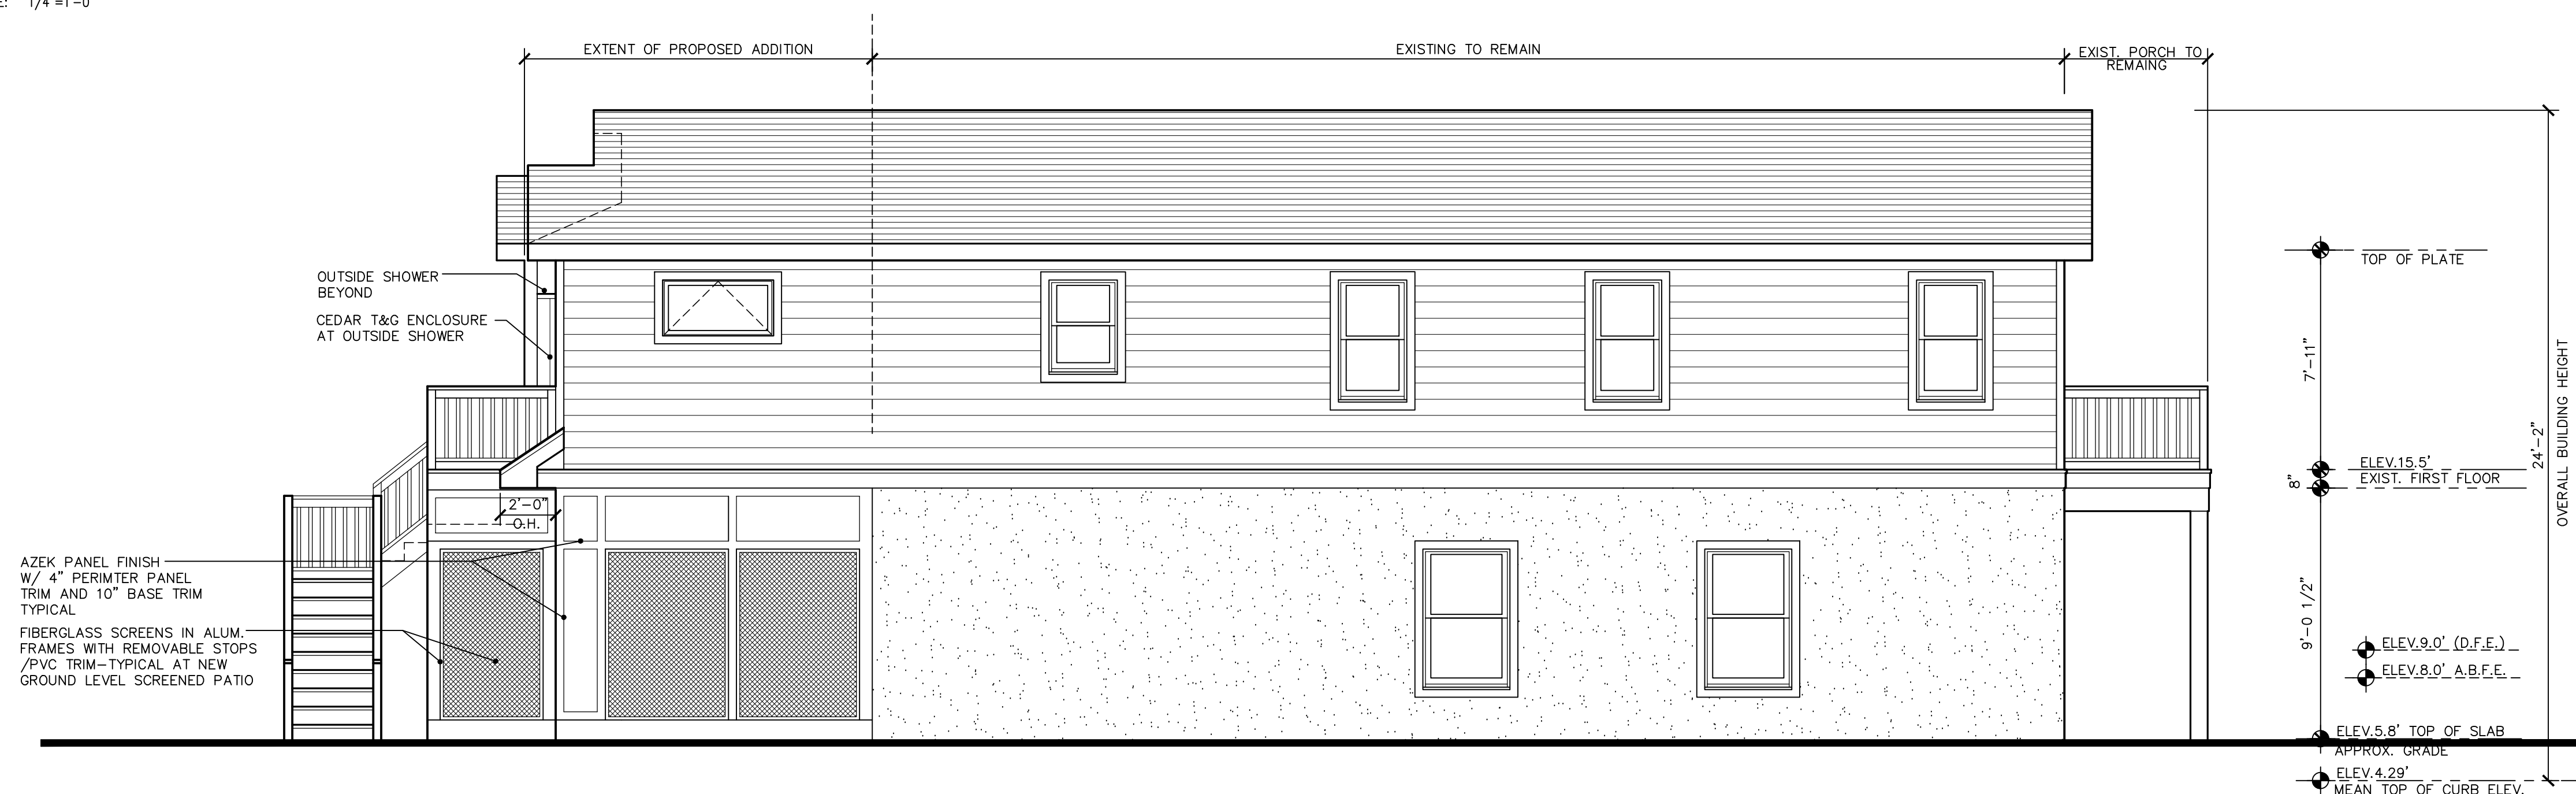 1/4"=1'-0"
EXTENT OF PROPOSED ADDITION
EXISTING TO REMAIN
EXIST. PORCH TO
REMAING
OUTSIDE SHOWER
BEYOND
CEDAR T&G ENCLOSURE
AT OUTSIDE SHOWER
2'-0"
O.H.
AZEK PANEL FINISH
W/ 4" PERIMTER PANEL
TRIM AND 10" BASE TRIM
TYPICAL
FIBERGLASS SCREENS IN ALUM.
FRAMES WITH REMOVABLE STOPS
/PVC TRIM-TYPICAL AT NEW
GROUND LEVEL SCREENED PATIO
TOP OF PLATE
7'-11"
ELEV.15.5'
EXIST. FIRST FLOOR
8"
9'-0 1/2"
ELEV.9.0' (D.F.E.)
ELEV.8.0' A.B.F.E.
ELEV.5.8' TOP OF SLAB
APPROX. GRADE
ELEV.4.29'
MEAN TOP OF CURB ELEV.
24'-2"
OVERALL BUILDING HEIGHT